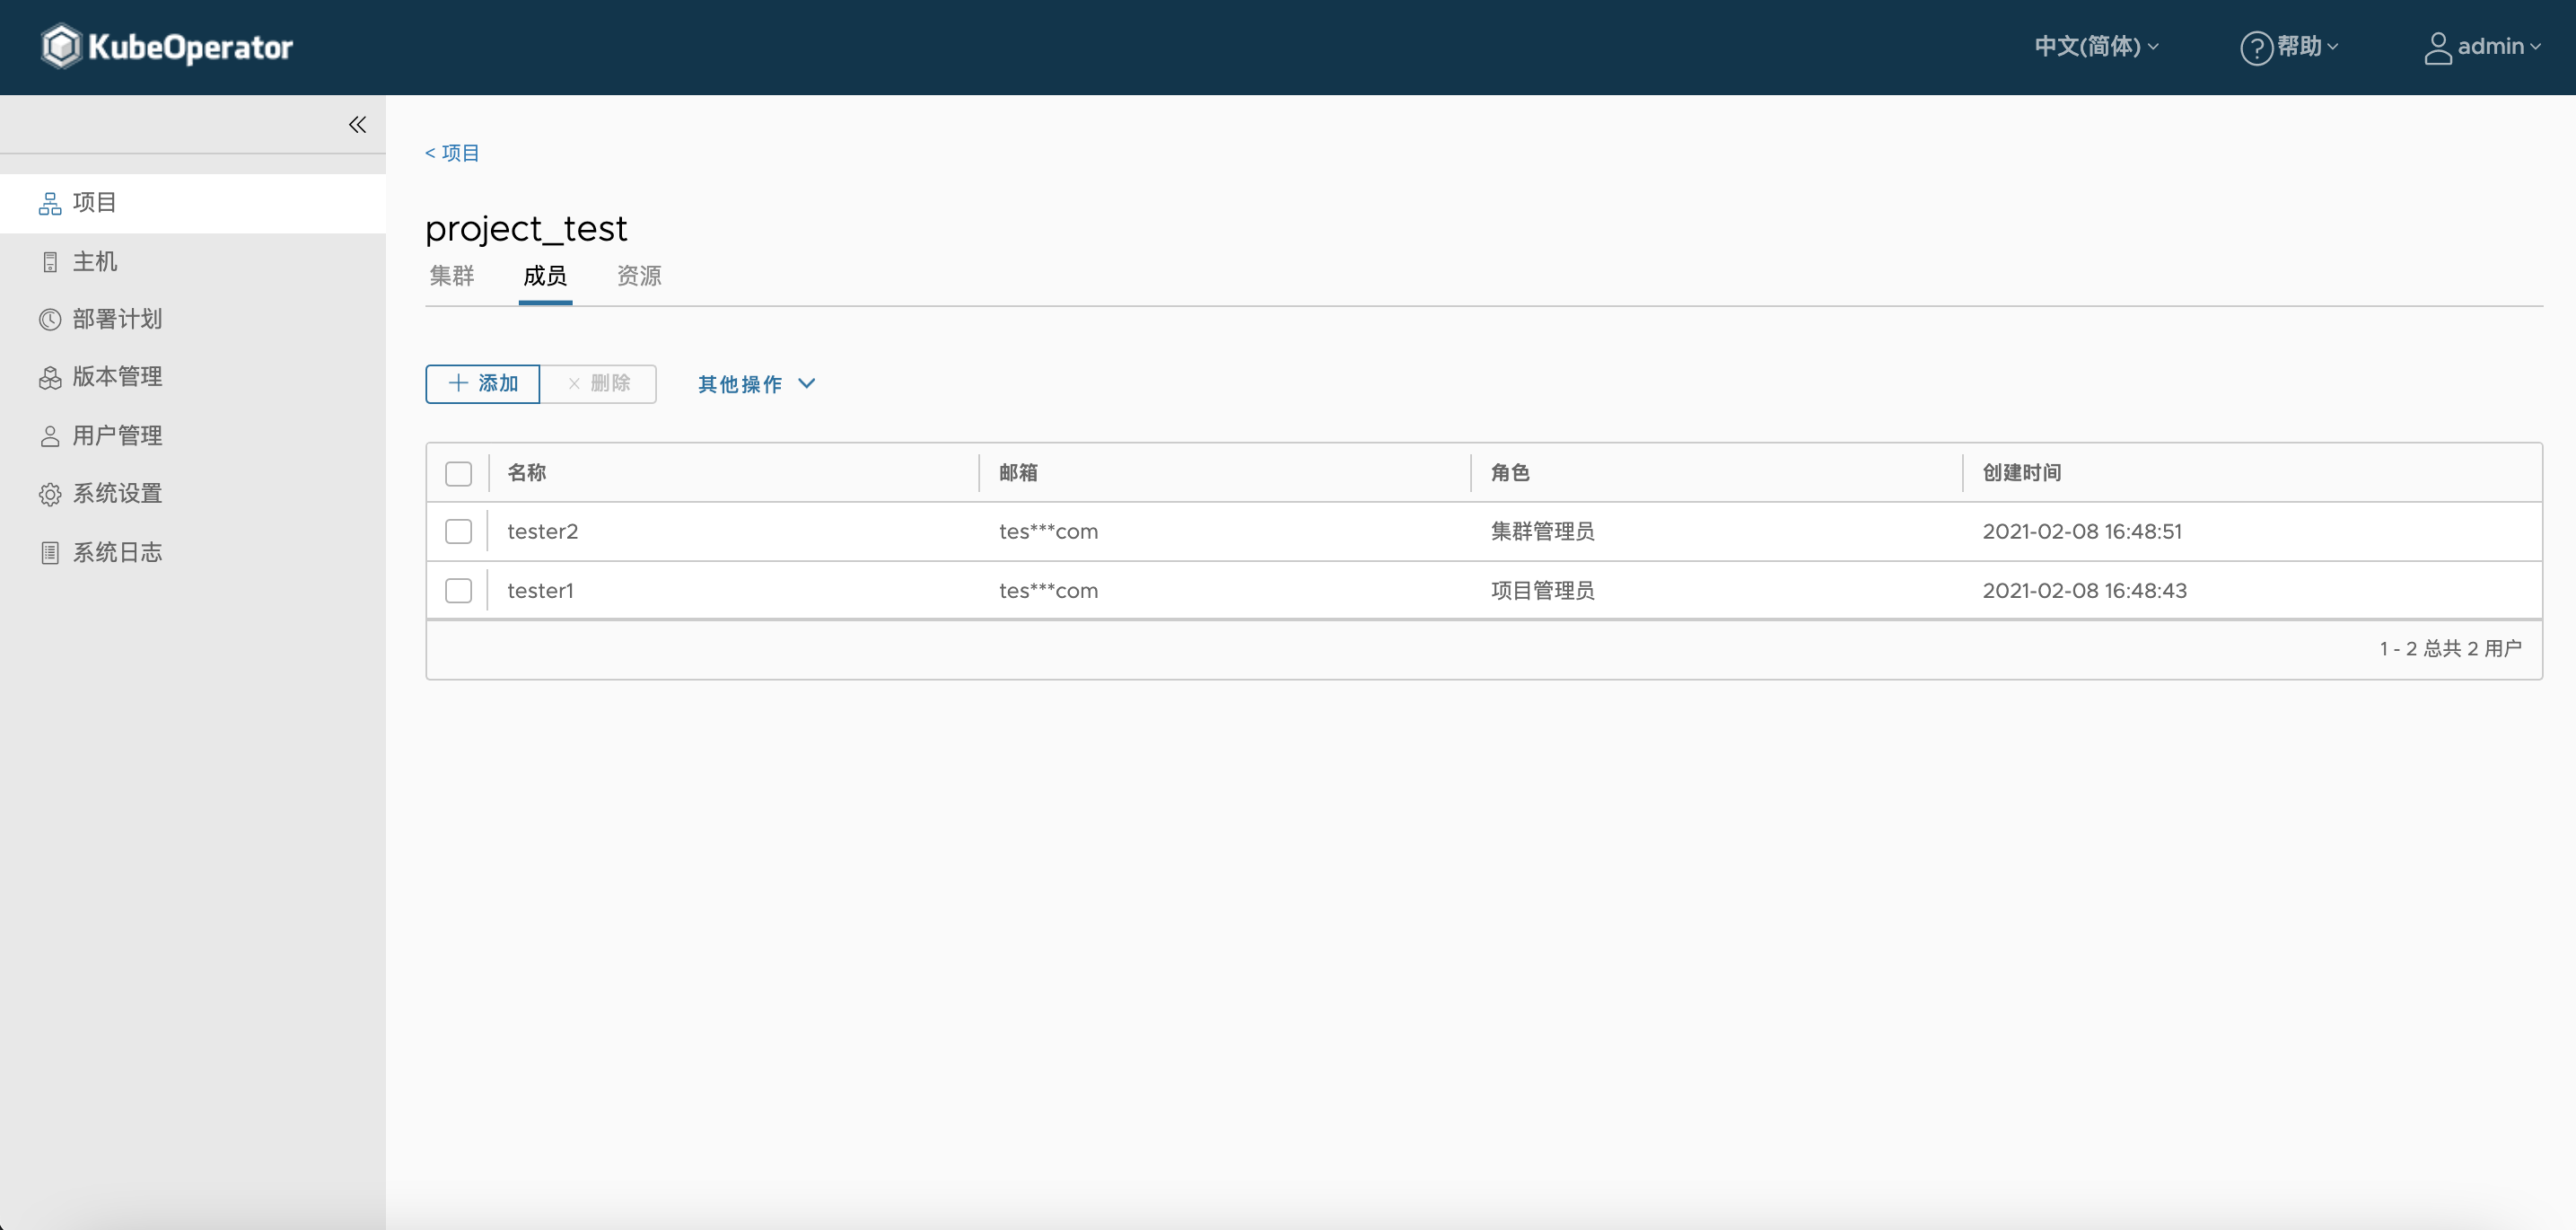 KubeOperator
中文(简体)
帮助
admin
项目
主机
部署计划
版本管理
用户管理
系统设置
系统日志
< 项目
project_test
集群 成员 资源
添加 删除 其他操作
名称 邮箱 角色 创建时间
tester2 tes***com 集群管理员 2021-02-08 16:48:51
tester1 tes***com 项目管理员 2021-02-08 16:48:43
1 - 2 总共 2 用户